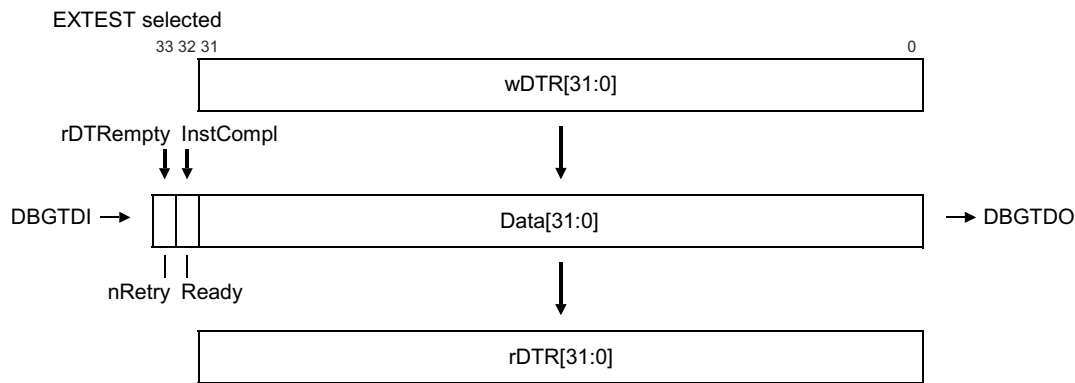 EXTEST selected
33 32 31 0
wDTR[31:0]
rDTRempty InstCompl
DBGTDI Data[31:0] DBGTDO
nRetry Ready
rDTR[31:0]